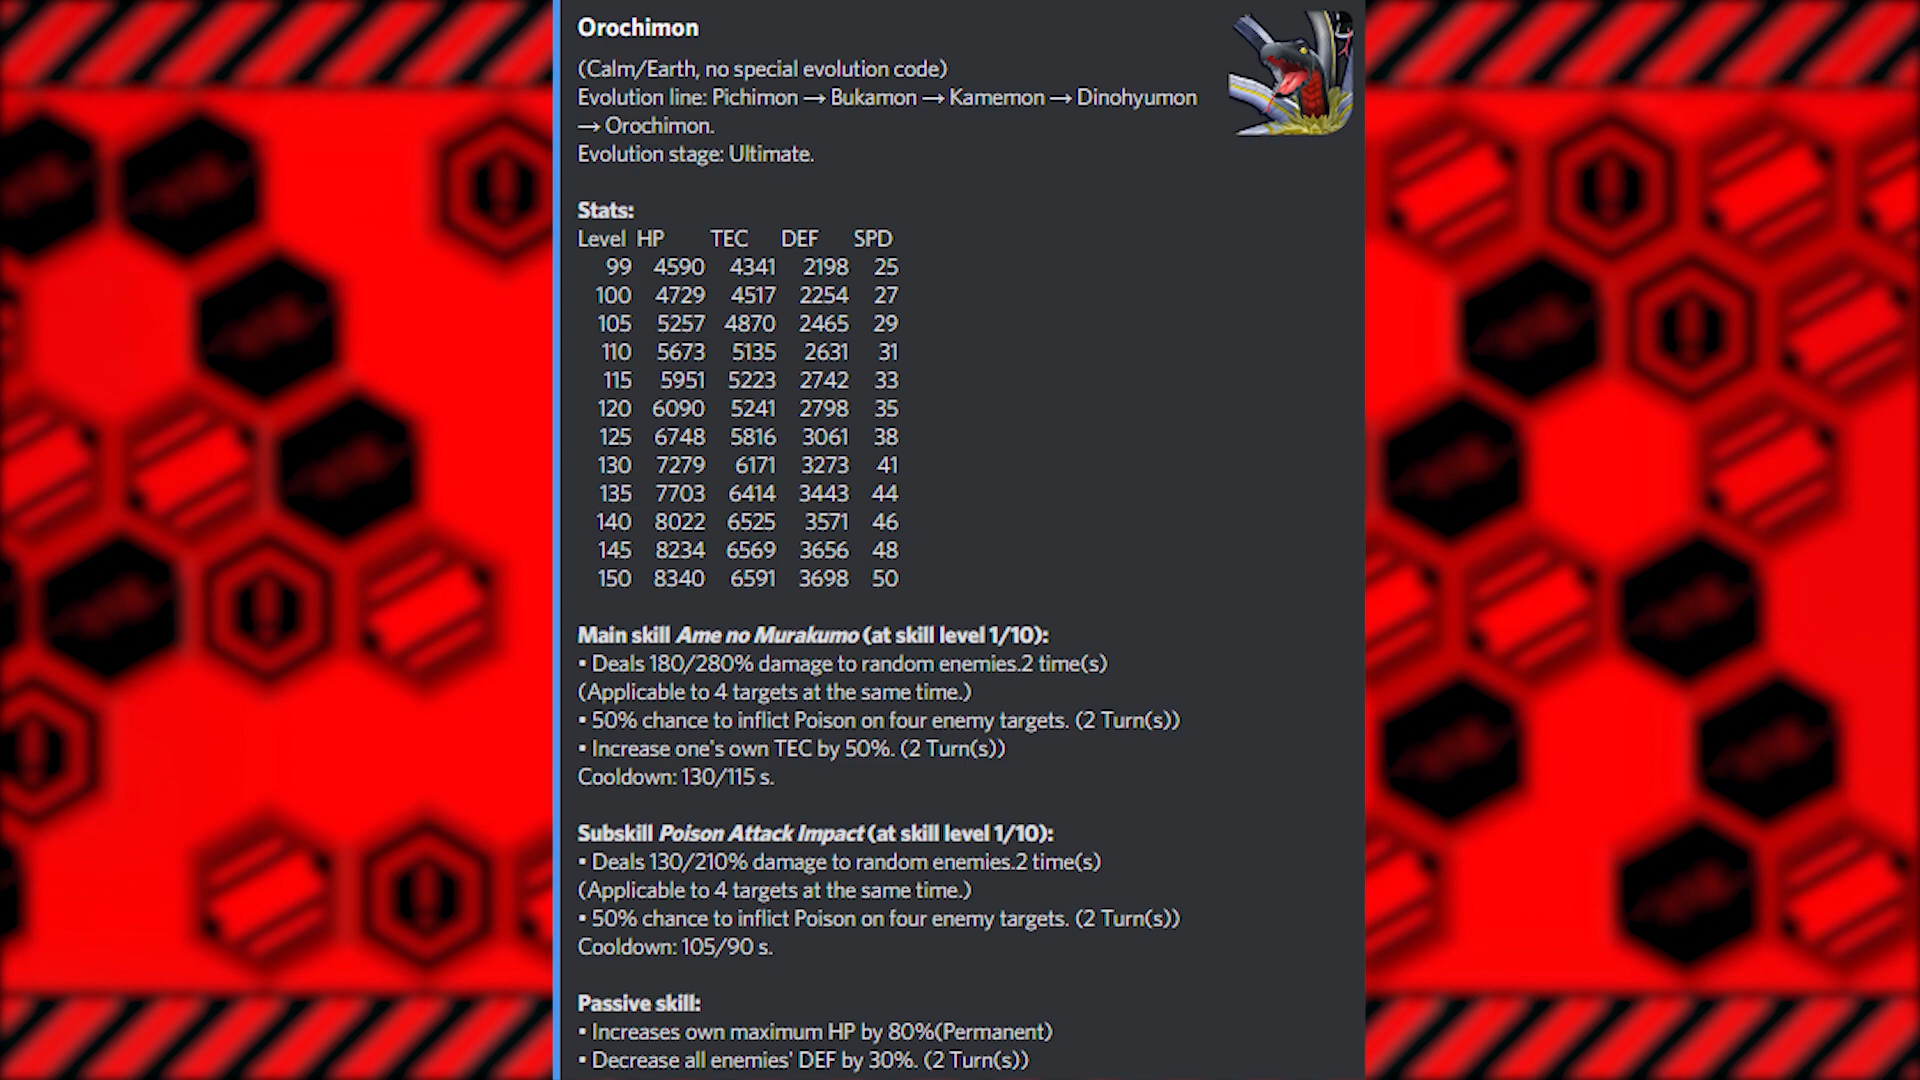 Orochimon
(Calm/Earth, no special evolution code)
Evolution line: Pichimon → Bukamon → Kamemon → Dinohyumon
→ Orochimon.
Evolution stage: Ultimate.
Stats:
Level HP TEC DEF SPD
99 4590 4341 2198 25
100 4729 4517 2254 27
105 5257 4870 2465 29
110 5673 5135 2631 31
115 5951 5223 2742 33
120 6090 5241 2798 35
125 6748 5816 3061 38
130 7279 6171 3273 41
135 7703 6414 3443 44
140 8022 6525 3571 46
145 8234 6569 3656 48
150 8340 6591 3698 50
Main skill Ame no Murakumo (at skill level 1/10):
▪ Deals 180/280% damage to random enemies.2 time(s)
(Applicable to 4 targets at the same time.)
▪ 50% chance to inflict Poison on four enemy targets. (2 Turn(s))
▪ Increase one's own TEC by 50%. (2 Turn(s))
Cooldown: 130/115 s.
Subskill Poison Attack Impact (at skill level 1/10):
▪ Deals 130/210% damage to random enemies.2 time(s)
(Applicable to 4 targets at the same time.)
▪ 50% chance to inflict Poison on four enemy targets. (2 Turn(s))
Cooldown: 105/90 s.
Passive skill:
▪ Increases own maximum HP by 80%(Permanent)
▪ Decrease all enemies' DEF by 30%. (2 Turn(s))